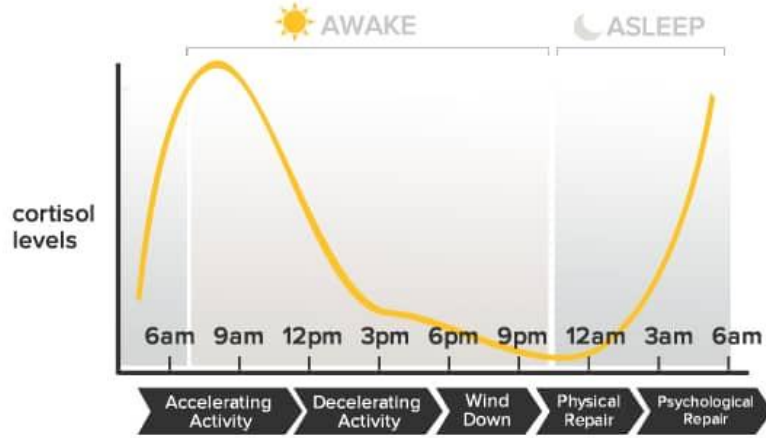 AWAKE
ASLEEP
cortisol
levels
6am 9am 12pm 3pm 6pm 9pm 12am 3am 6am
Accelerating
Activity
Decelerating
Activity
Wind
Down
Physical
Repair
Psychological
Repair